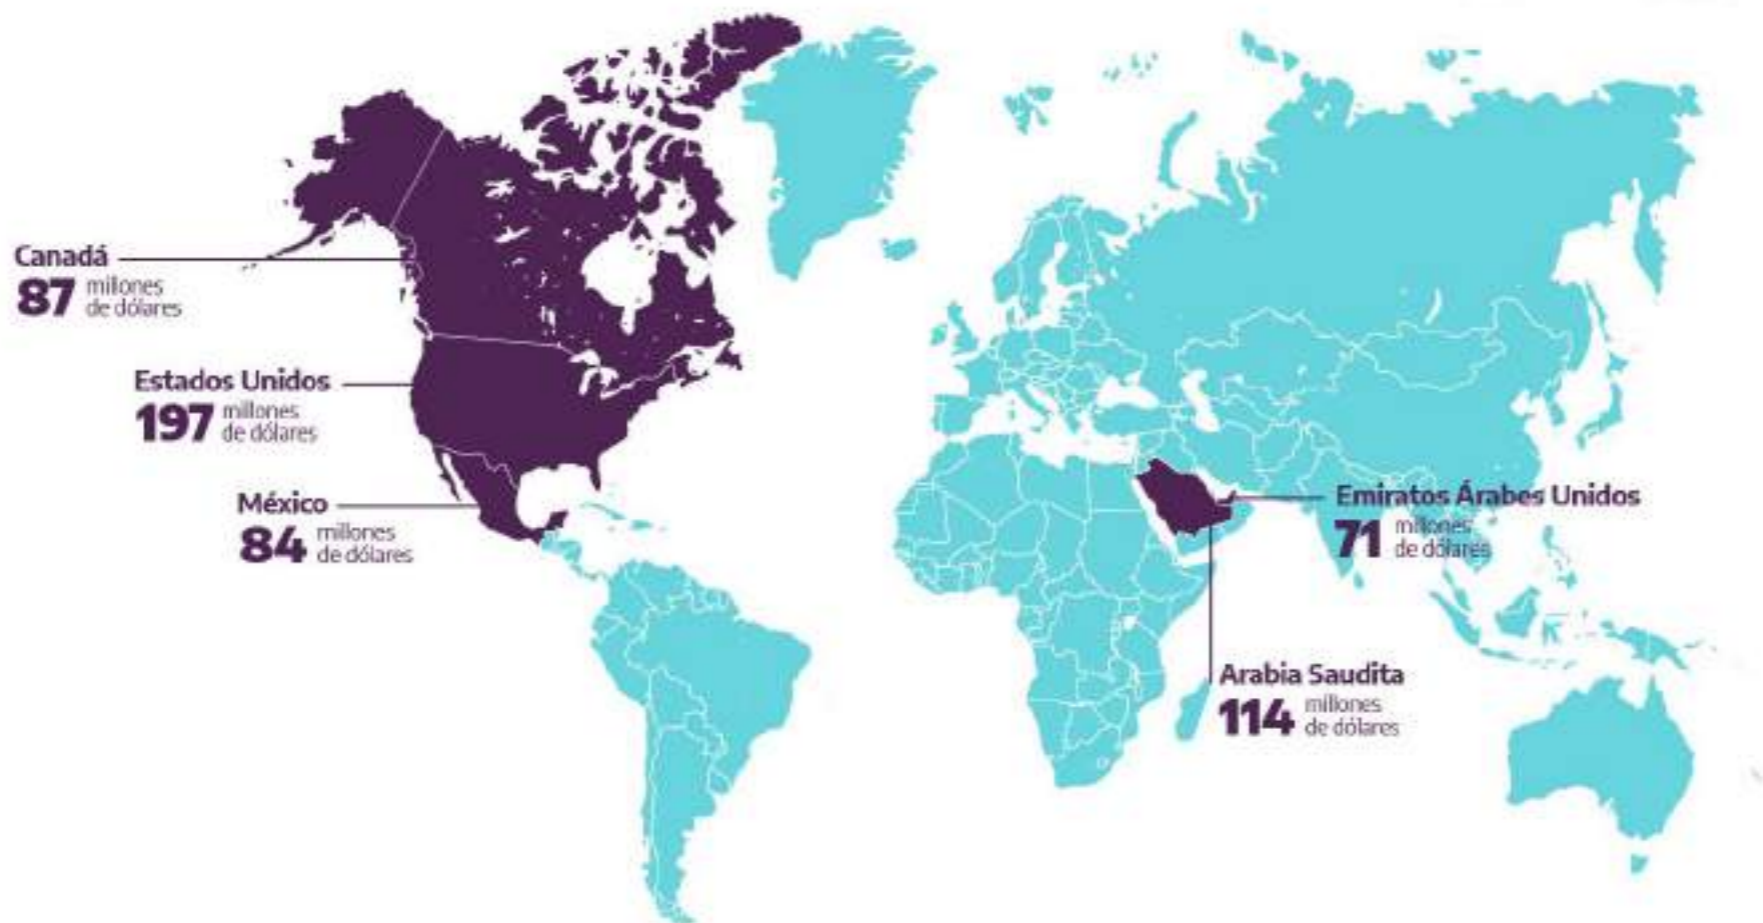 Canadá
87 millones
de dólares
Estados Unidos
197 millones
de dólares
México
84 millones
de dólares
Emiratos Árabes Unidos
71 millones
de dólares
Arabia Saudita
114 millones
de dólares